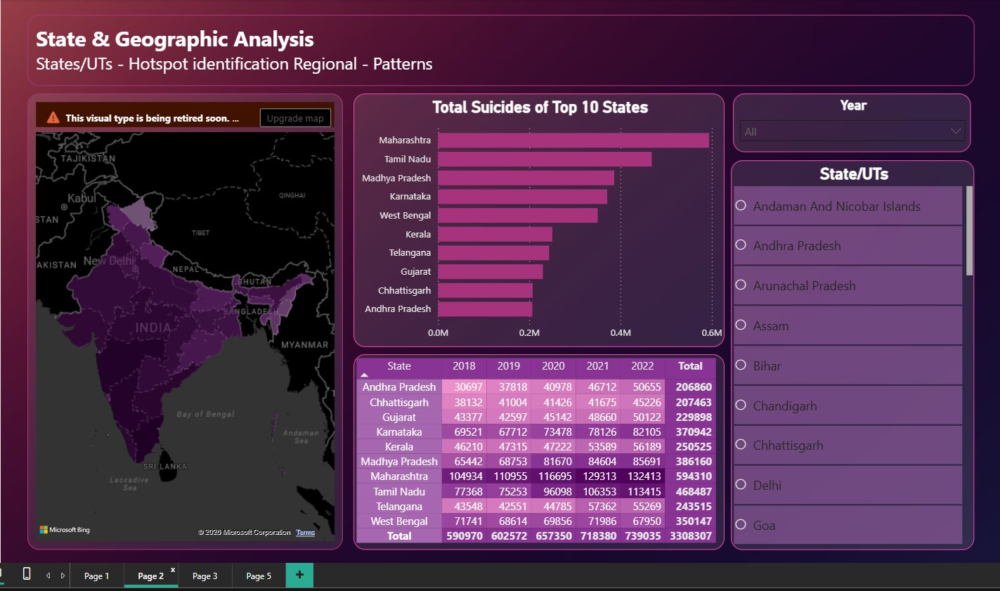 State & Geographic Analysis
States/UTs - Hotspot identification Regional - Patterns
This visual type is being retired soon. ...
Upgrade map
TAJIKISTAN
Kabul
STAN
QINGHAI
TIBET
AKISTAN
New Delhi
NEPAL
BHUTAN
BANGLADESH
INDIA
MYANMAR
Bay of Bengal
Andaman
Sea
SRI LANKA
Laccadive
Sea
Microsoft Bing
© 2026 Microsoft Corporation Terms
Total Suicides of Top 10 States
Maharashtra
Tamil Nadu
Madhya Pradesh
Karnataka
West Bengal
Kerala
Telangana
Gujarat
Chhattisgarh
Andhra Pradesh
0.0M 0.2M 0.4M 0.6M
State 2018 2019 2020 2021 2022 Total
Andhra Pradesh 30697 37818 40978 46712 50655 206860
Chhattisgarh 38132 41004 41426 41675 45226 207463
Gujarat 43377 42597 45142 48660 50122 229898
Karnataka 69521 67712 73478 78126 82105 370942
Kerala 46210 47315 47222 53589 56189 250525
Madhya Pradesh 65442 68753 81670 84604 85691 386160
Maharashtra 104934 110955 116695 129313 132413 594310
Tamil Nadu 77368 75253 96098 106353 113415 468487
Telangana 43548 42551 44785 57362 55269 243515
West Bengal 71741 68614 69856 71986 67950 350147
Total 590970 602572 657350 718380 739035 3308307
Year
All
State/UTs
Andaman And Nicobar Islands
Andhra Pradesh
Arunachal Pradesh
Assam
Bihar
Chandigarh
Chhattisgarh
Delhi
Goa
Page 1
Page 2 x
Page 3
Page 5
+